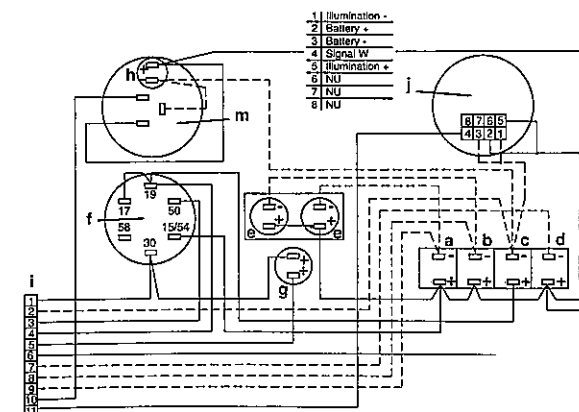 1 Illumination -
2 Battery +
3 Battery -
4 Signal W
5 Illumination +
6 NU
7 NU
8 NU
h
+
-
m
j
8 7 6 5
4 3 2 1
19
17
50
f
58
15/54
30
- -
+ +
e e
+
-
g
a b c d
- - - -
+ + + +
i
1
2
3
4
5
6
7
8
9
10
11